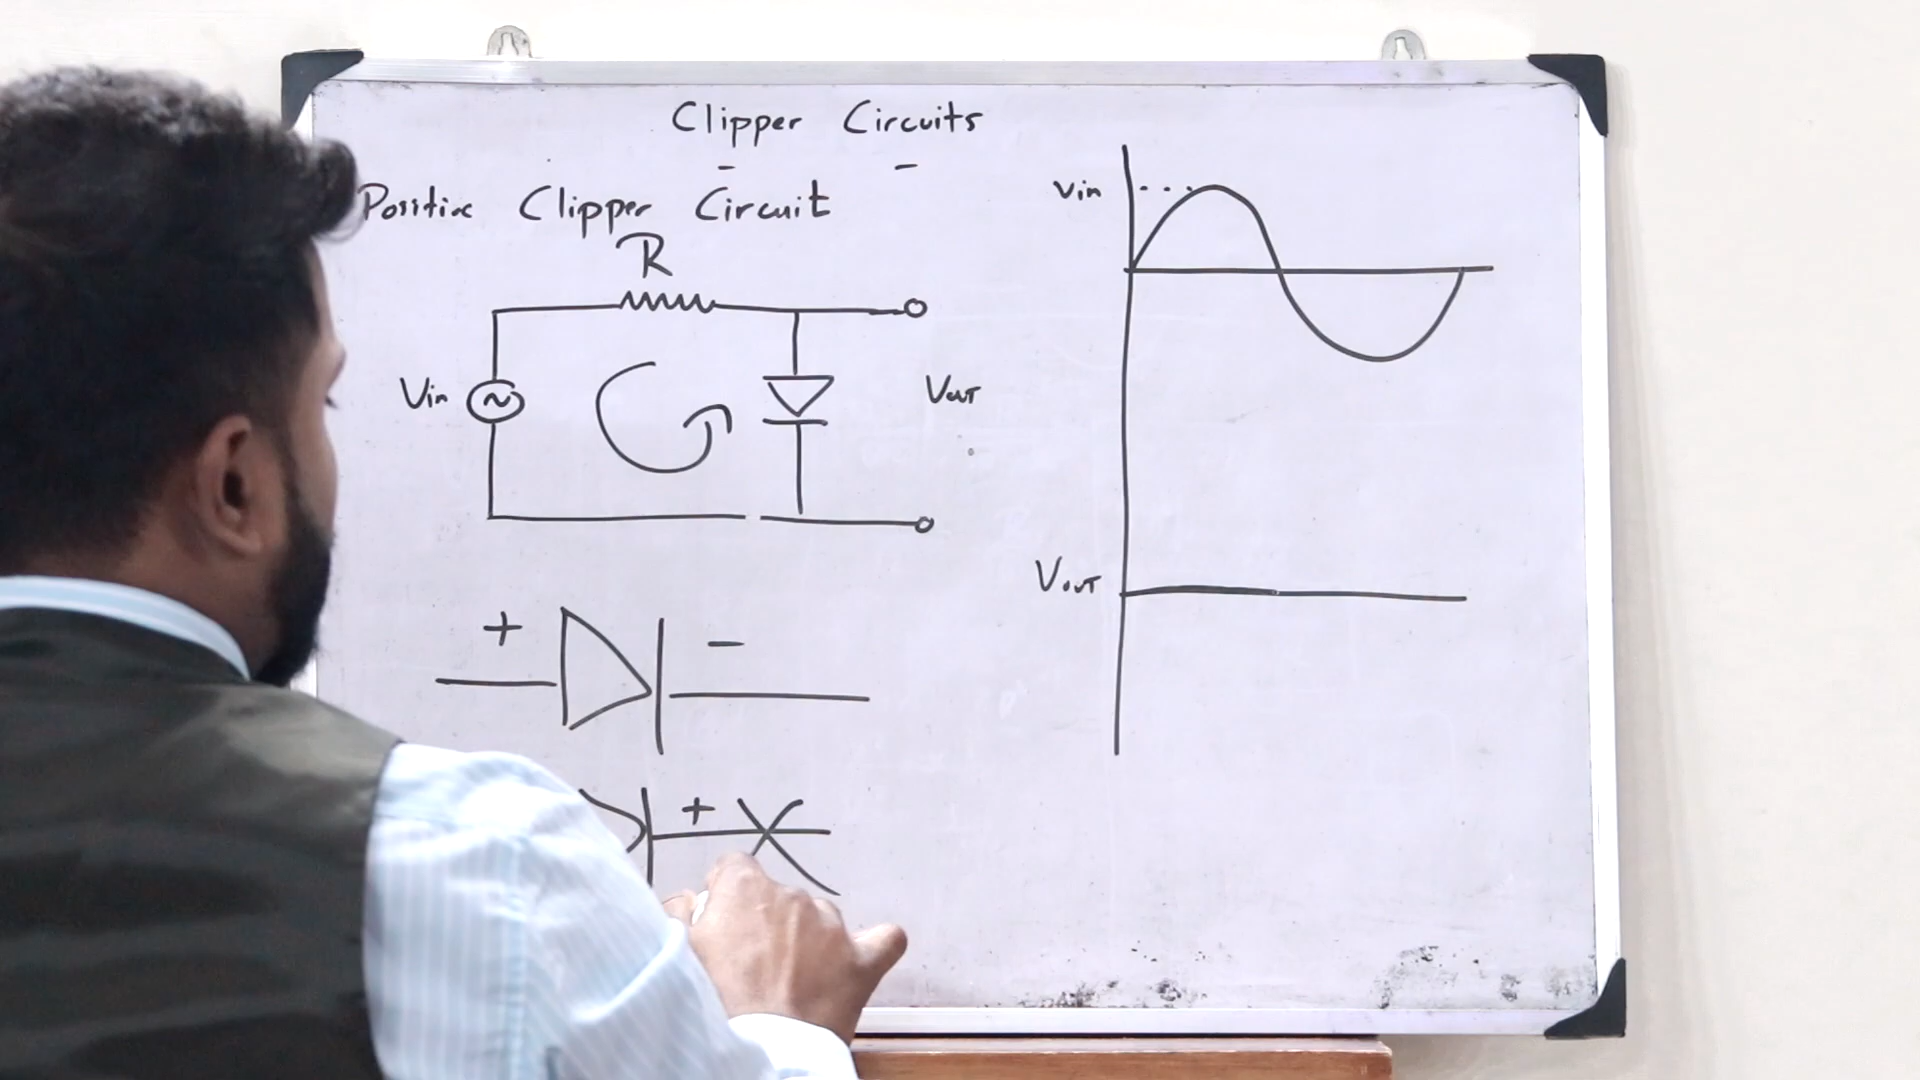 Clipper Circuits
Positive Clipper Circuit
R
Vin
Vout
+ -
+
Vin
Vout